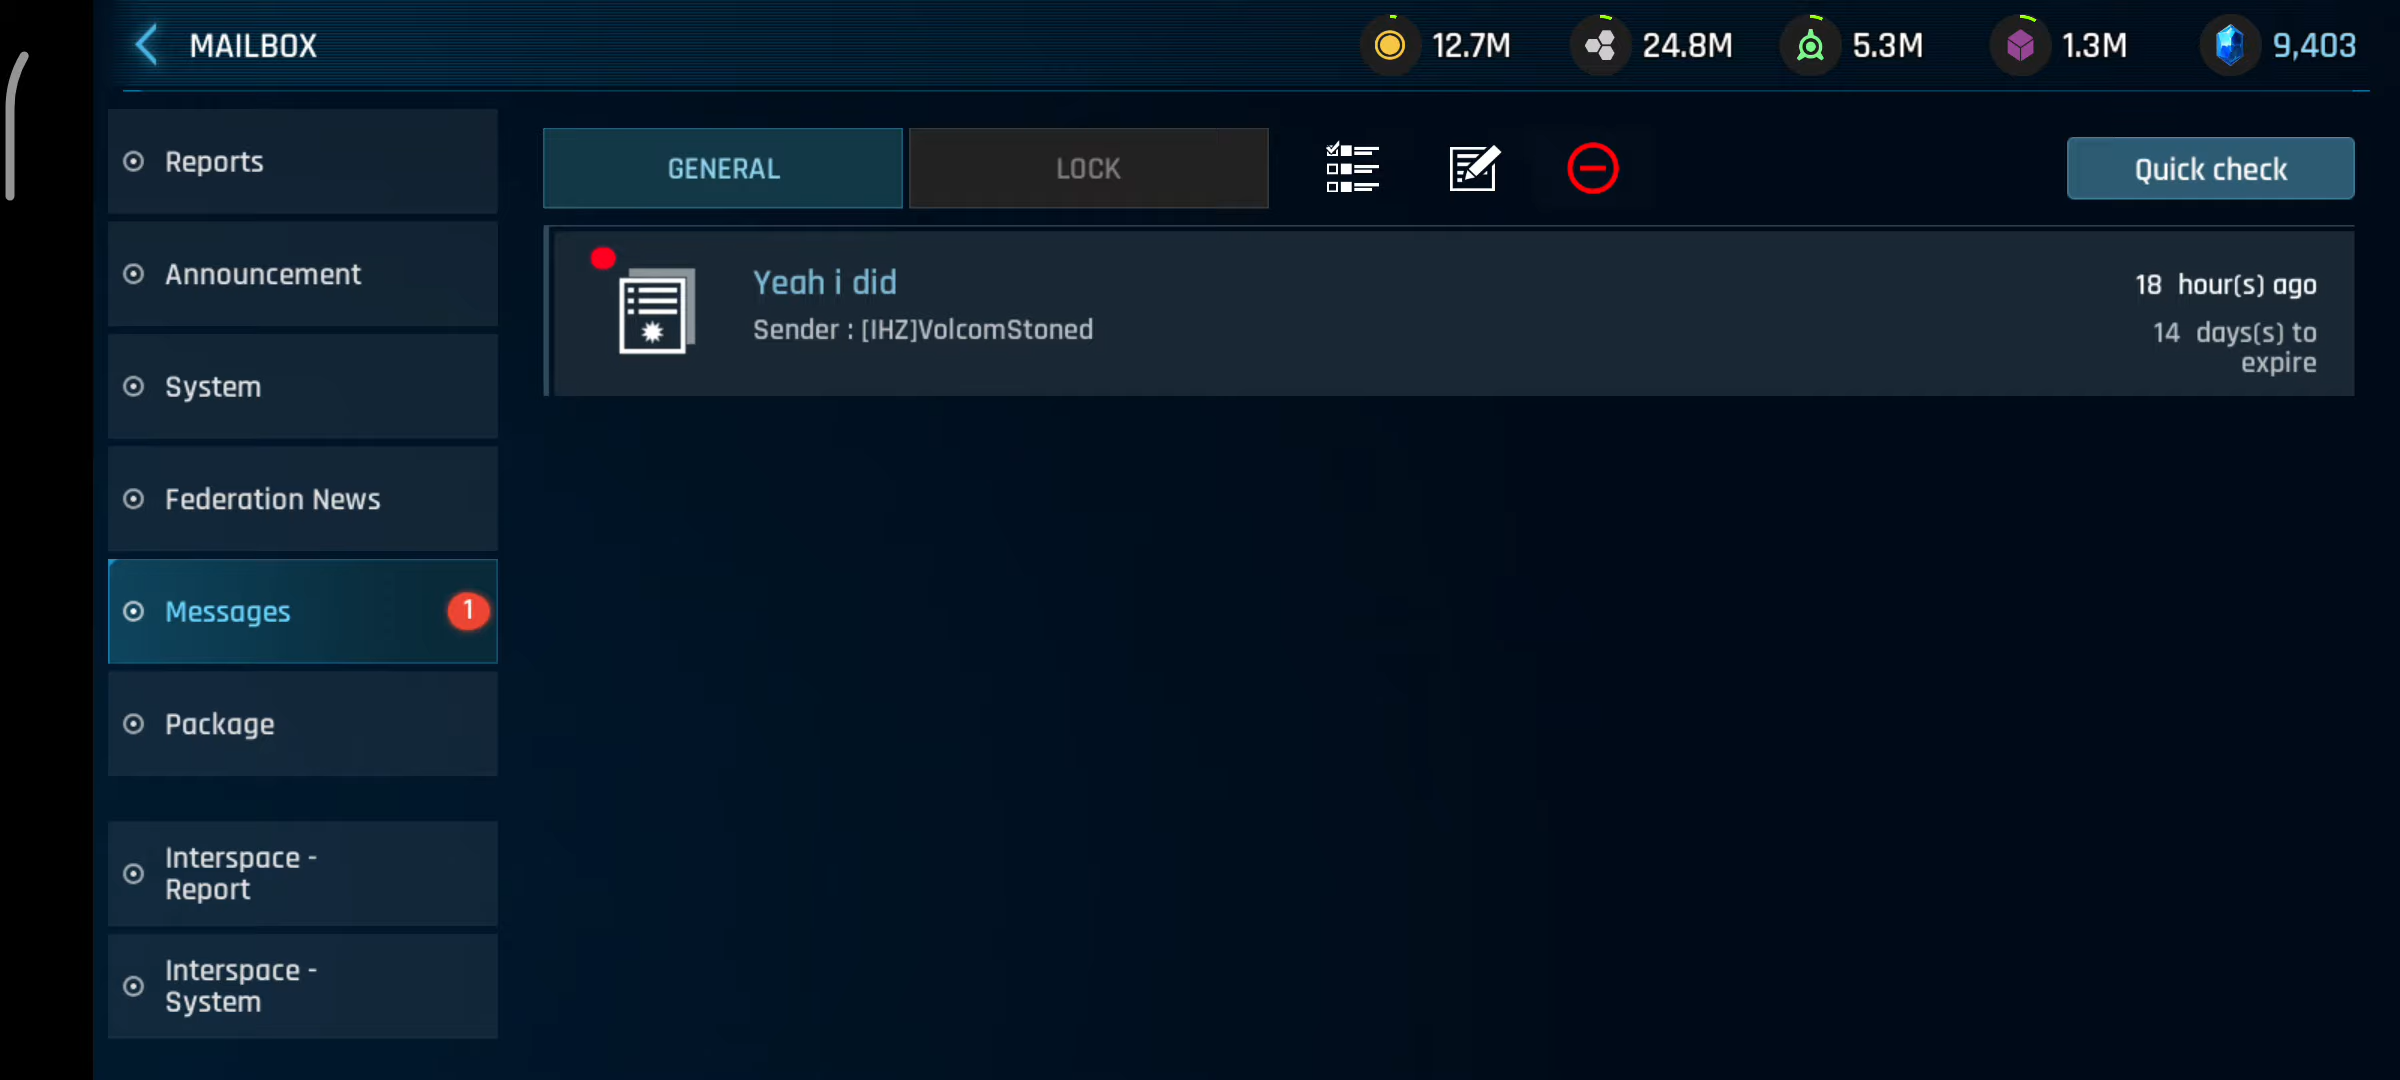 MAILBOX
12.7M
24.8M
5.3M
1.3M
9,403
Reports
Announcement
System
Federation News
Messages
1
Package
Interspace -
Report
Interspace -
System
GENERAL
LOCK
Quick check
Yeah i did
Sender : [IHZ]VolcomStoned
18 hour(s) ago
14 days(s) to
expire